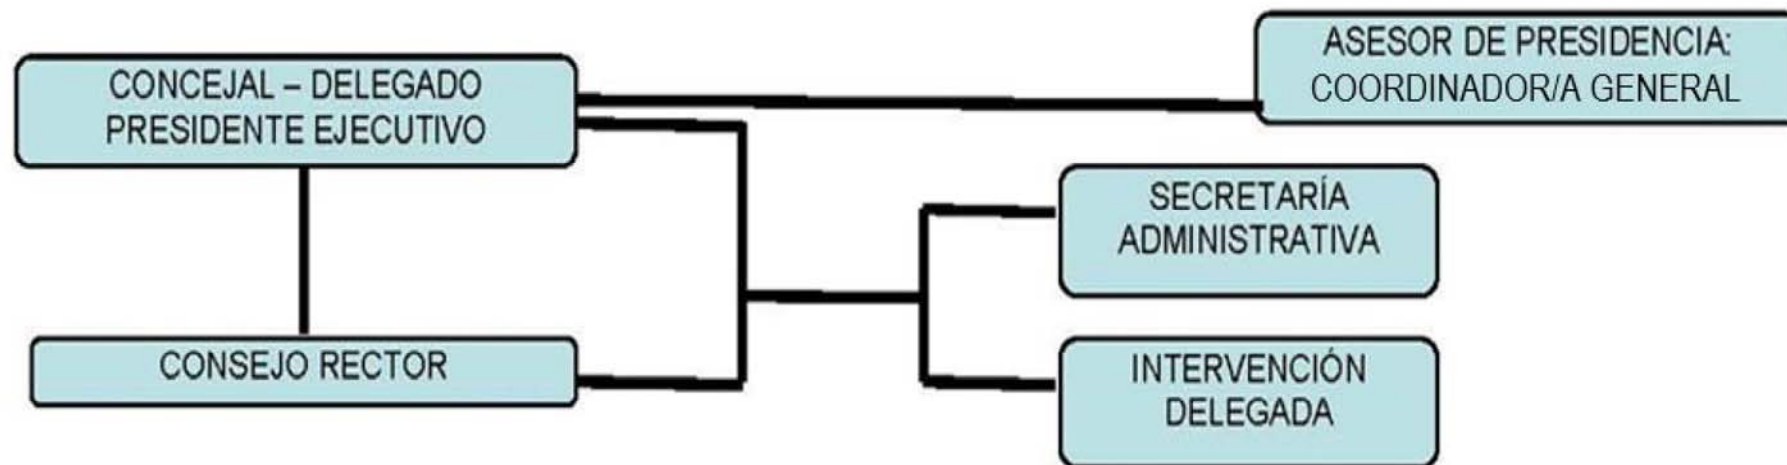 ASESOR DE PRESIDENCIA:
COORDINADOR/A GENERAL
CONCEJAL – DELEGADO
PRESIDENTE EJECUTIVO
SECRETARÍA
ADMINISTRATIVA
CONSEJO RECTOR
INTERVENCIÓN
DELEGADA